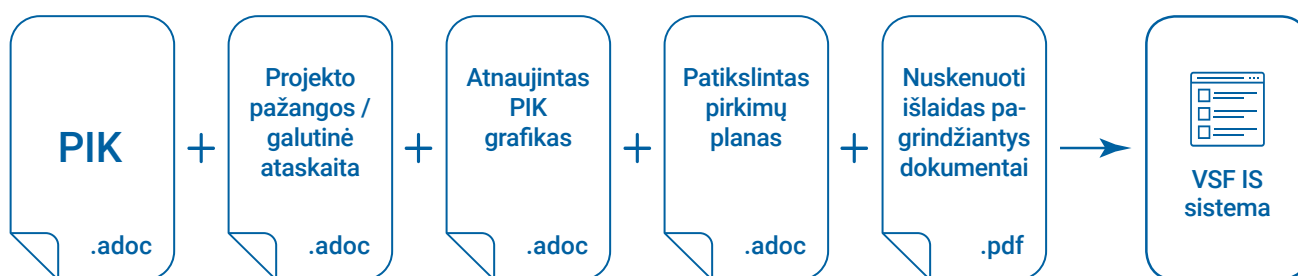 PIK
.adoc
+
Projekto
pažangos /
galutinė
ataskaita
.adoc
+
Atnaujintas
PIK
grafikas
.adoc
+
Patikslintas
pirkimų
planas
.adoc
+
Nuskenuoti
išlaidas pa-
grindžiantys
dokumentai
.pdf
VSF IS
sistema